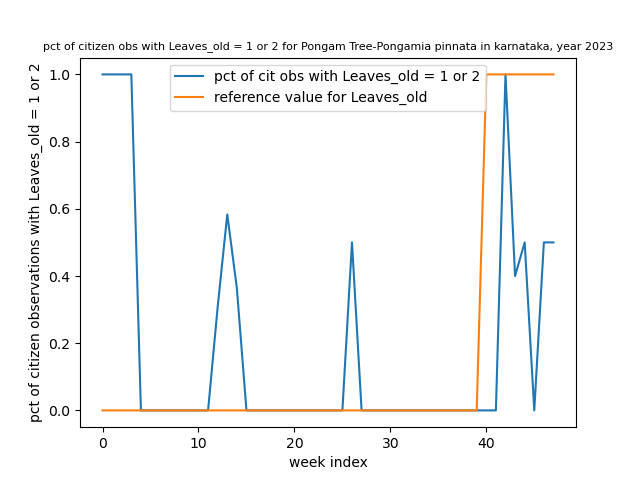 pct of citizen obs with Leaves_old = 1 or 2 for Pongam Tree-Pongamia pinnata in karnataka, year 2023
pct of cit obs with Leaves_old = 1 or 2
reference value for Leaves_old
pct of citizen observations with Leaves_old = 1 or 2
1.0
0.8
0.6
0.4
0.2
0.0
0 10 20 30 40
week index